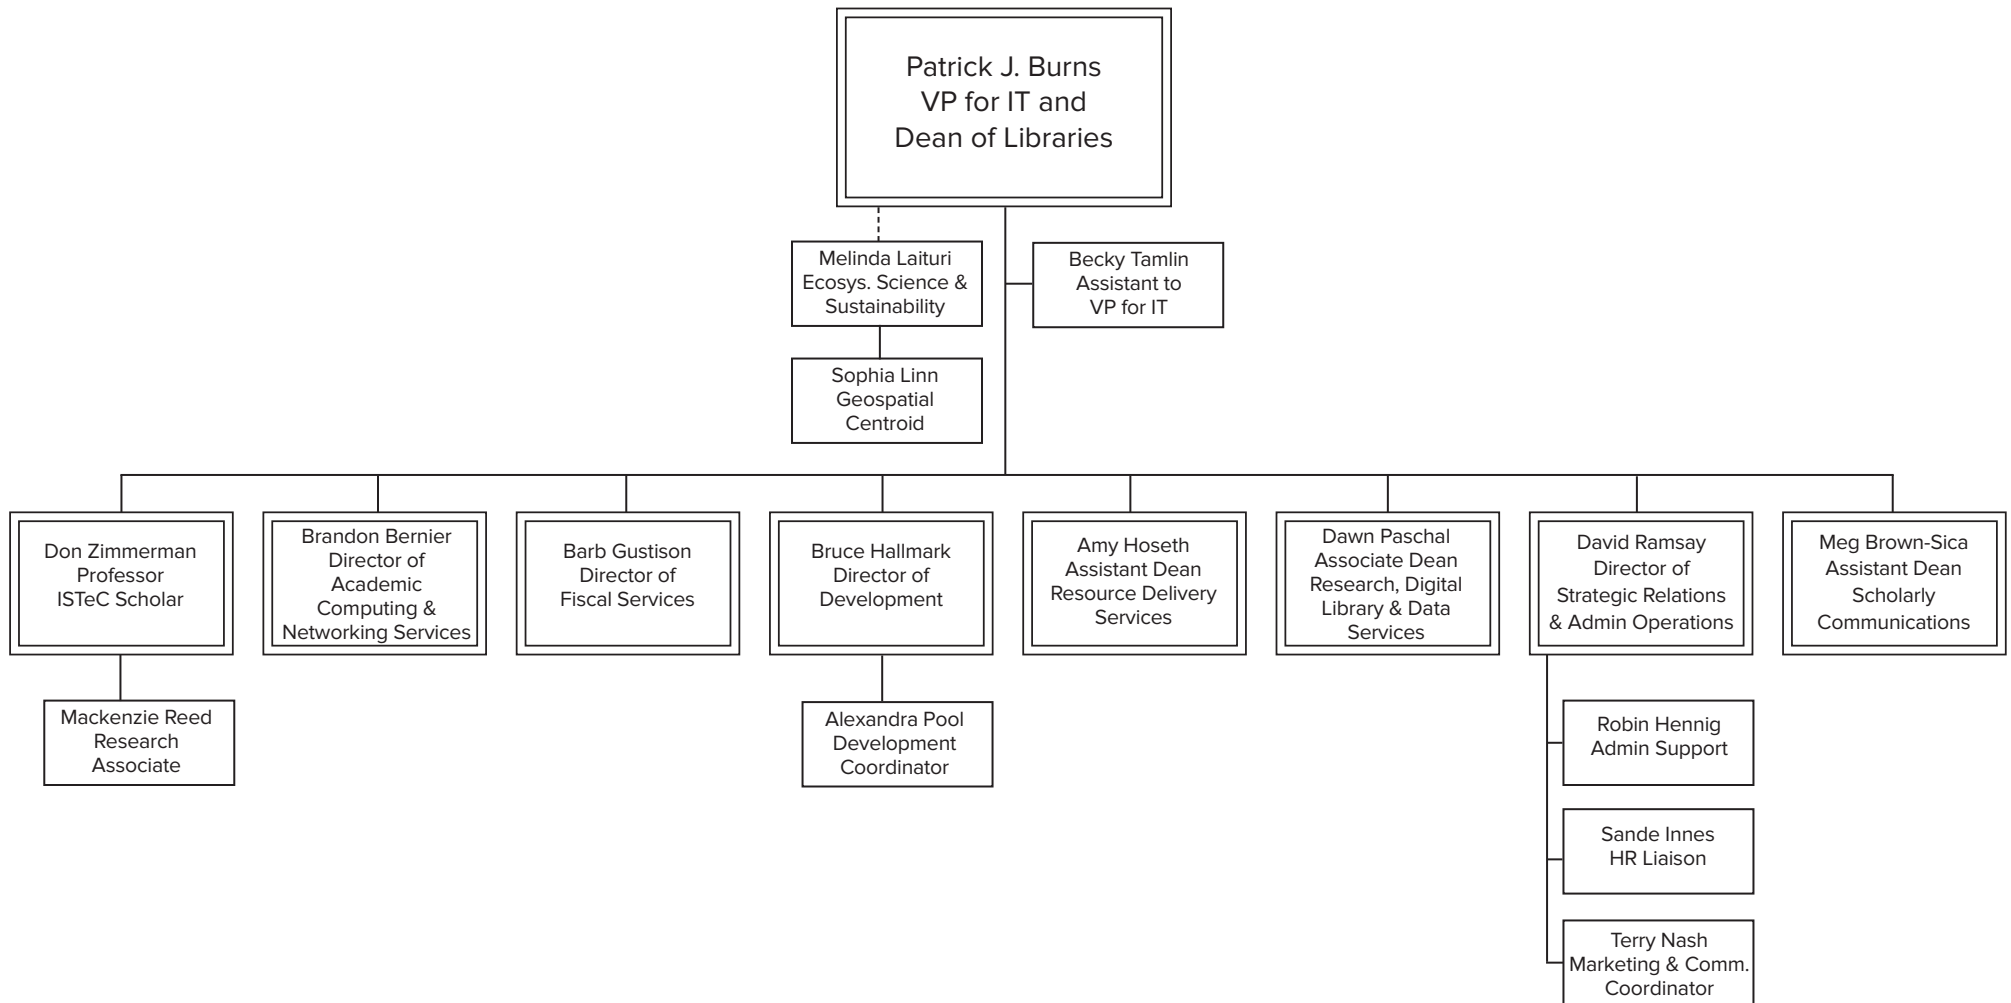 Patrick J. Burns
VP for IT and
Dean of Libraries
Melinda Laituri
Ecosys. Science &
Sustainability
Becky Tamlin
Assistant to
VP for IT
Sophia Linn
Geospatial
Centroid
Don Zimmerman
Professor
ISTeC Scholar
Brandon Bernier
Director of
Academic
Computing &
Networking Services
Barb Gustison
Director of
Fiscal Services
Bruce Hallmark
Director of
Development
Amy Hoseth
Assistant Dean
Resource Delivery
Services
Dawn Paschal
Associate Dean
Research, Digital
Library & Data
Services
David Ramsay
Director of
Strategic Relations
& Admin Operations
Meg Brown-Sica
Assistant Dean
Scholarly
Communications
Mackenzie Reed
Research
Associate
Alexandra Pool
Development
Coordinator
Robin Hennig
Admin Support
Sande Innes
HR Liaison
Terry Nash
Marketing & Comm.
Coordinator